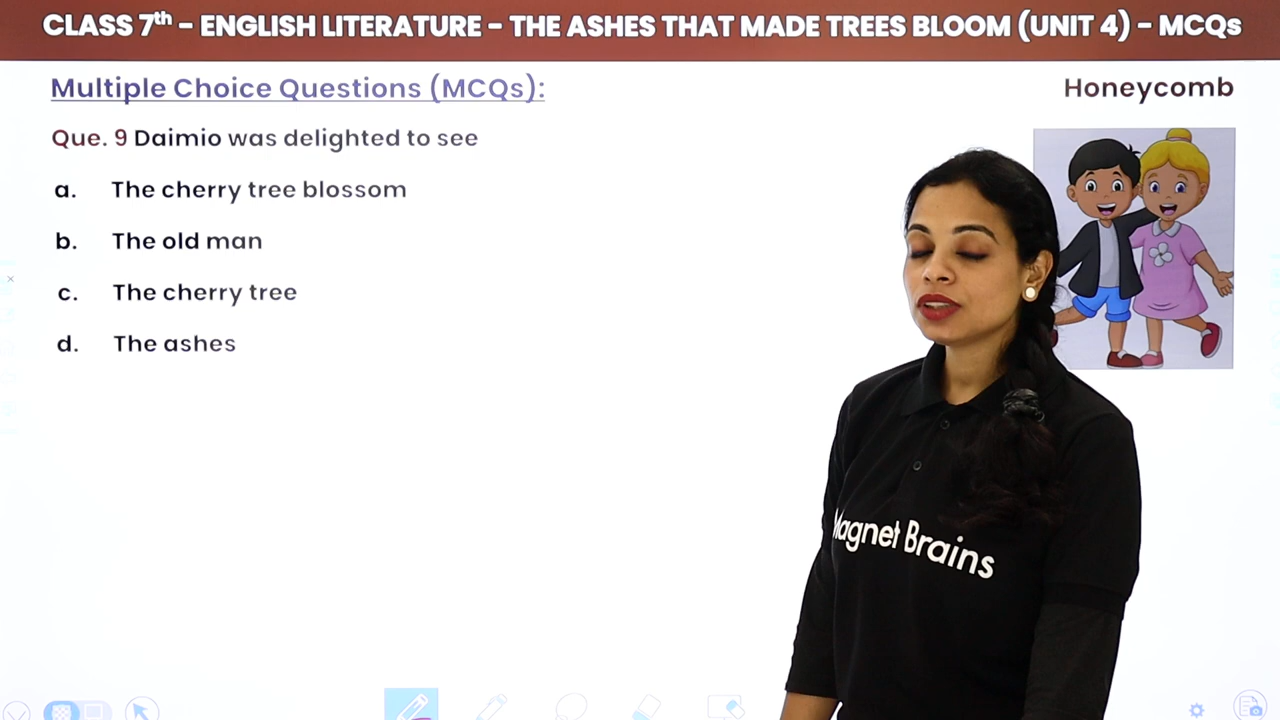 CLASS 7th - ENGLISH LITERATURE - THE ASHES THAT MADE TREES BLOOM (UNIT 4) - MCQs
Multiple Choice Questions (MCQs):
Honeycomb
Que. 9 Daimio was delighted to see
a. The cherry tree blossom
b. The old man
c. The cherry tree
d. The ashes
Magnet Brains